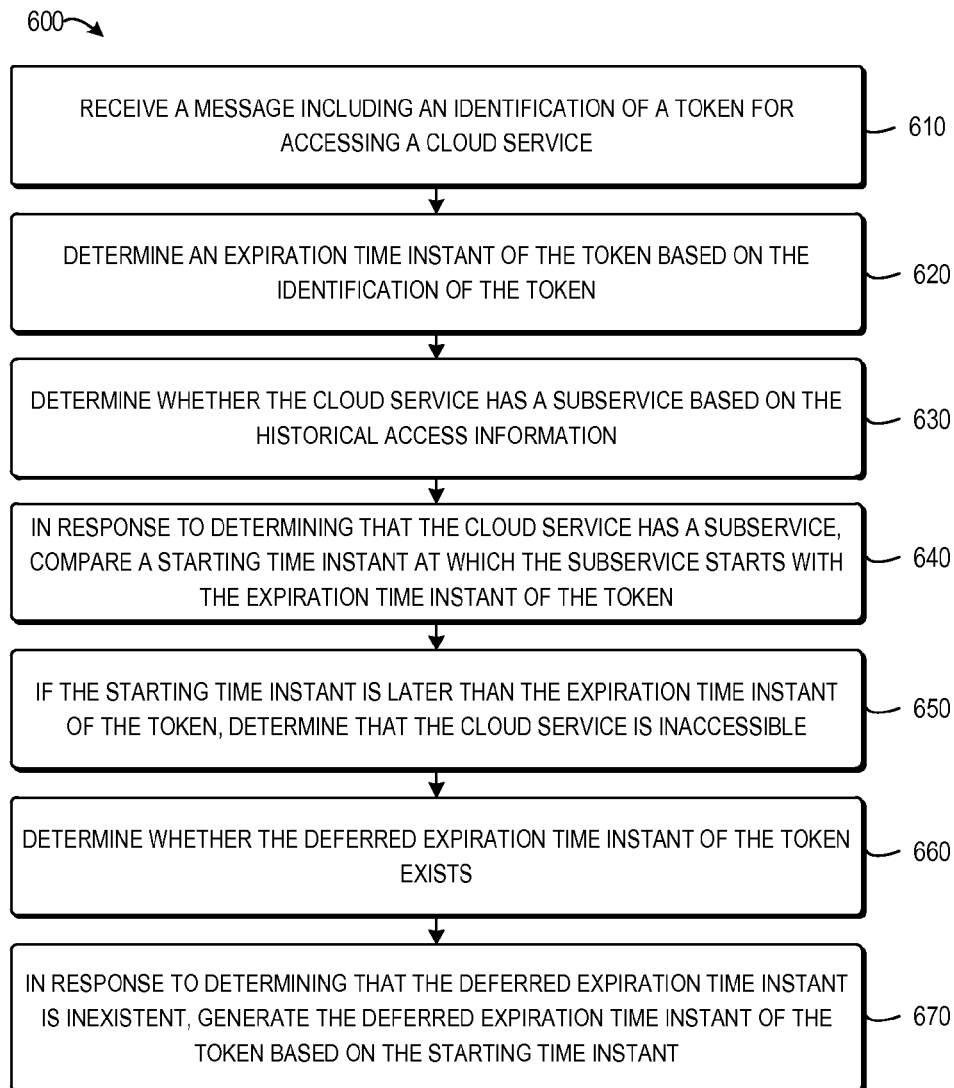 600
RECEIVE A MESSAGE INCLUDING AN IDENTIFICATION OF A TOKEN FOR
ACCESSING A CLOUD SERVICE
610
DETERMINE AN EXPIRATION TIME INSTANT OF THE TOKEN BASED ON THE
IDENTIFICATION OF THE TOKEN
620
DETERMINE WHETHER THE CLOUD SERVICE HAS A SUBSERVICE BASED ON THE
HISTORICAL ACCESS INFORMATION
630
IN RESPONSE TO DETERMINING THAT THE CLOUD SERVICE HAS A SUBSERVICE,
COMPARE A STARTING TIME INSTANT AT WHICH THE SUBSERVICE STARTS WITH
THE EXPIRATION TIME INSTANT OF THE TOKEN
640
IF THE STARTING TIME INSTANT IS LATER THAN THE EXPIRATION TIME INSTANT
OF THE TOKEN, DETERMINE THAT THE CLOUD SERVICE IS INACCESSIBLE
650
DETERMINE WHETHER THE DEFERRED EXPIRATION TIME INSTANT OF THE TOKEN
EXISTS
660
IN RESPONSE TO DETERMINING THAT THE DEFERRED EXPIRATION TIME INSTANT
IS INEXISTENT, GENERATE THE DEFERRED EXPIRATION TIME INSTANT OF THE
TOKEN BASED ON THE STARTING TIME INSTANT
670